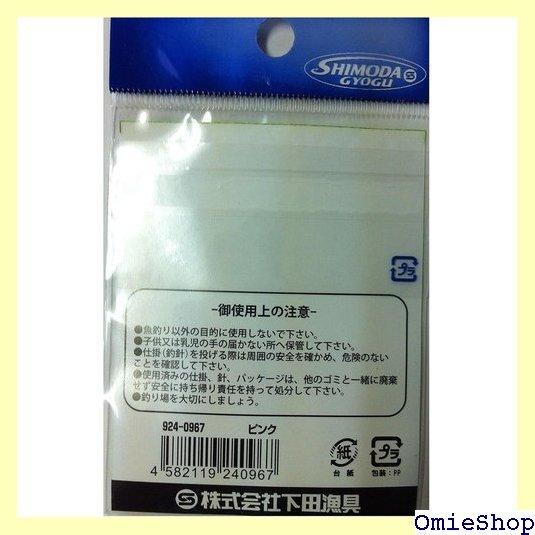 SHIMODA
GYOGU
プラ
-御使用上の注意-
●魚釣り以外の目的に使用しないで下さい。
●子供又は乳児の手の届かない所へ保管して下さい。
●仕掛(釣針)を投げる際は周囲の安全を確かめ、危険のない
ことを確認して下さい。
●使用済みの仕掛、針、パッケージは、他のゴミと一緒に廃棄
せず安全に持ち帰り責任を持って処分して下さい。
●釣り場を大切にしましょう。
924-0967 ピンク
4 582119 240967
紙 プラ
台紙 包装:PP
株式会社下田漁具
OmieShop